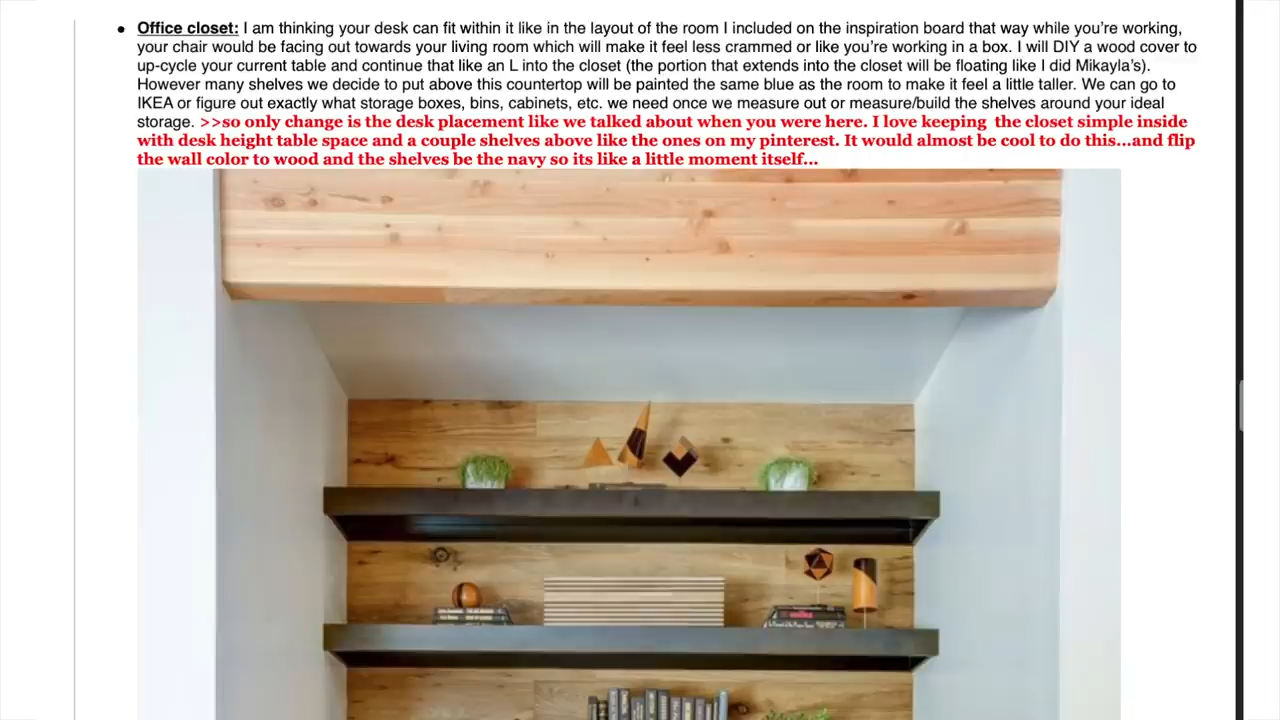 • Office closet: I am thinking your desk can fit within it like in the layout of the room I included on the inspiration board that way while you’re working,
your chair would be facing out towards your living room which will make it feel less crammed or like you’re working in a box. I will DIY a wood cover to
up-cycle your current table and continue that like an L into the closet (the portion that extends into the closet will be floating like I did Mikayla’s).
However many shelves we decide to put above this countertop will be painted the same blue as the room to make it feel a little taller. We can go to
IKEA or figure out exactly what storage boxes, bins, cabinets, etc. we need once we measure out or measure/build the shelves around your ideal
storage. >>so only change is the desk placement like we talked about when you were here. I love keeping the closet simple inside
with desk height table space and a couple shelves above like the ones on my pinterest. It would almost be cool to do this...and flip
the wall color to wood and the shelves be the navy so its like a little moment itself...